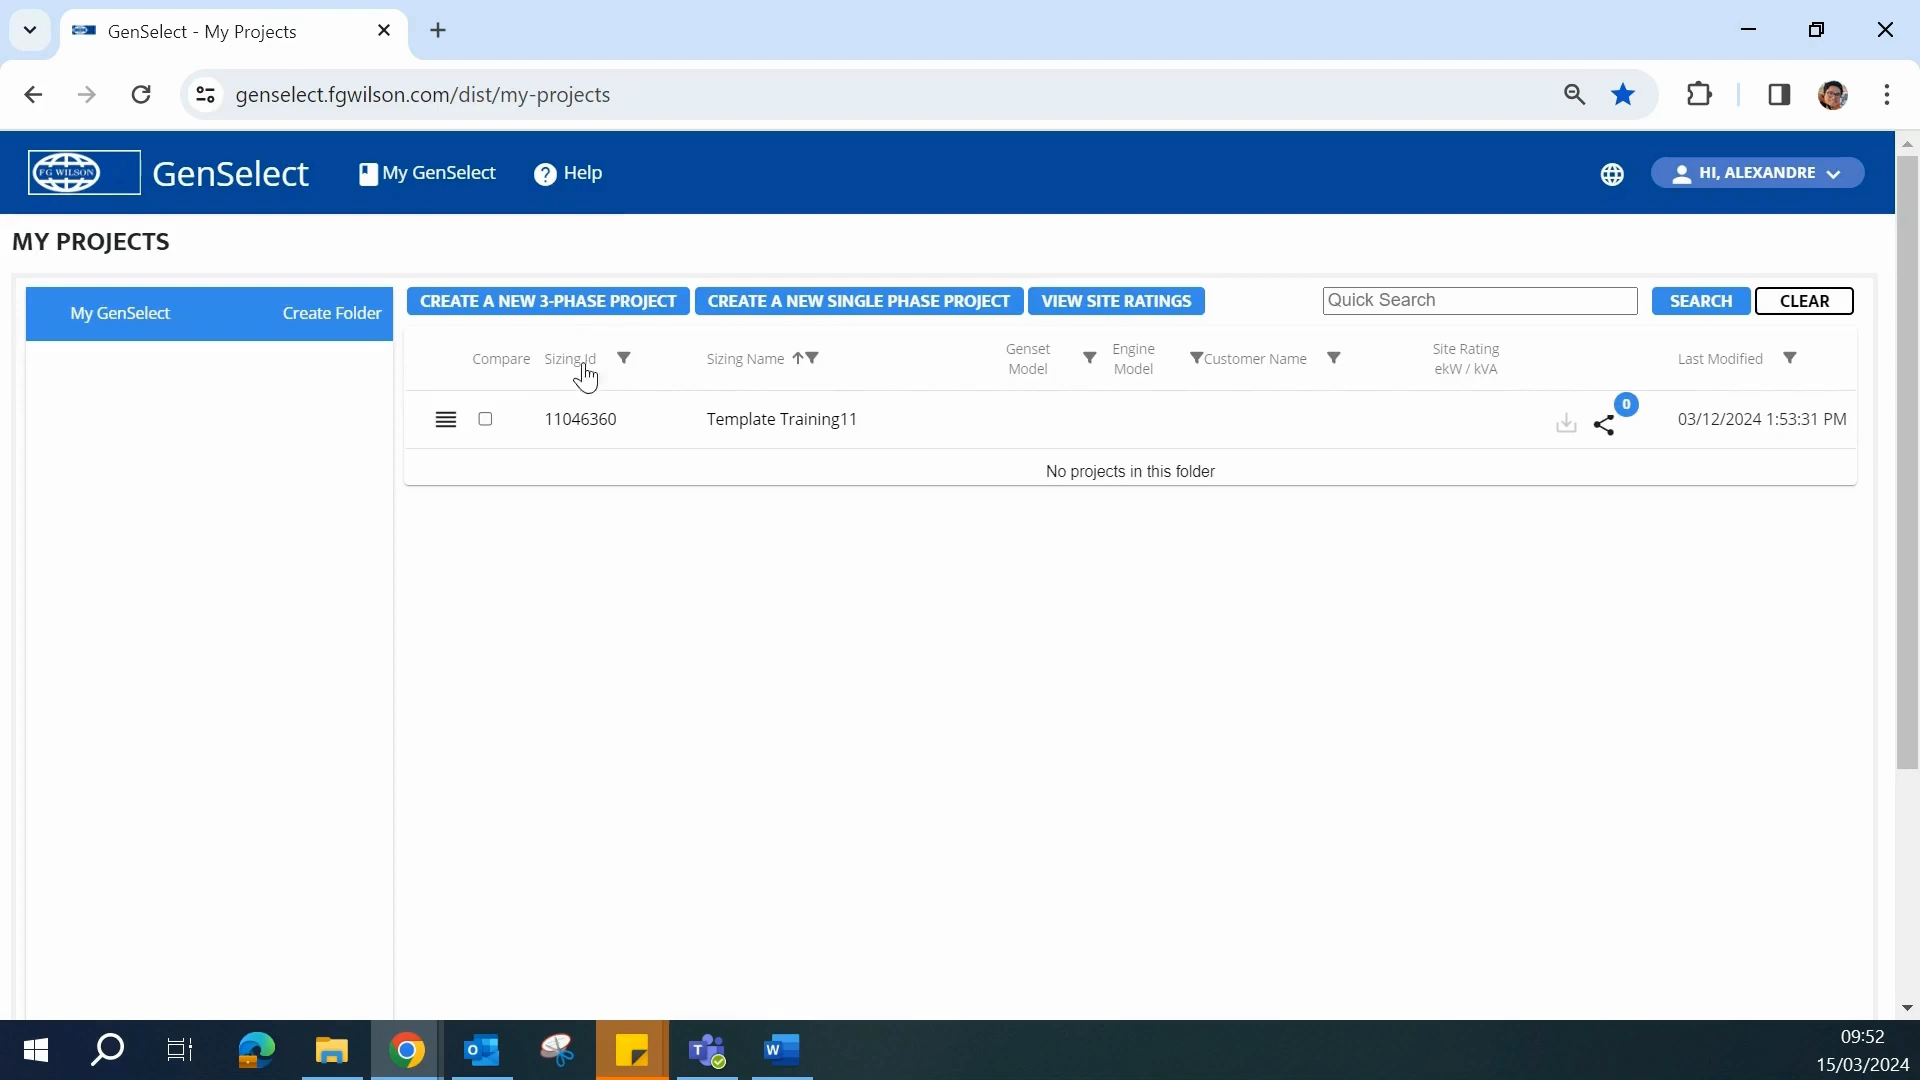 GenSelect - My Projects
genselect.fgwilson.com/dist/my-projects
FG WILSON
GenSelect
My GenSelect
Help
HI, ALEXANDRE
MY PROJECTS
My GenSelect
Create Folder
CREATE A NEW 3-PHASE PROJECT
CREATE A NEW SINGLE PHASE PROJECT
VIEW SITE RATINGS
Quick Search
SEARCH
CLEAR
Compare
Sizing Id
Sizing Name
Genset
Model
Engine
Model
Customer Name
Site Rating
ekW / kVA
Last Modified
11046360
Template Training11
0
03/12/2024 1:53:31 PM
No projects in this folder
09:52
15/03/2024